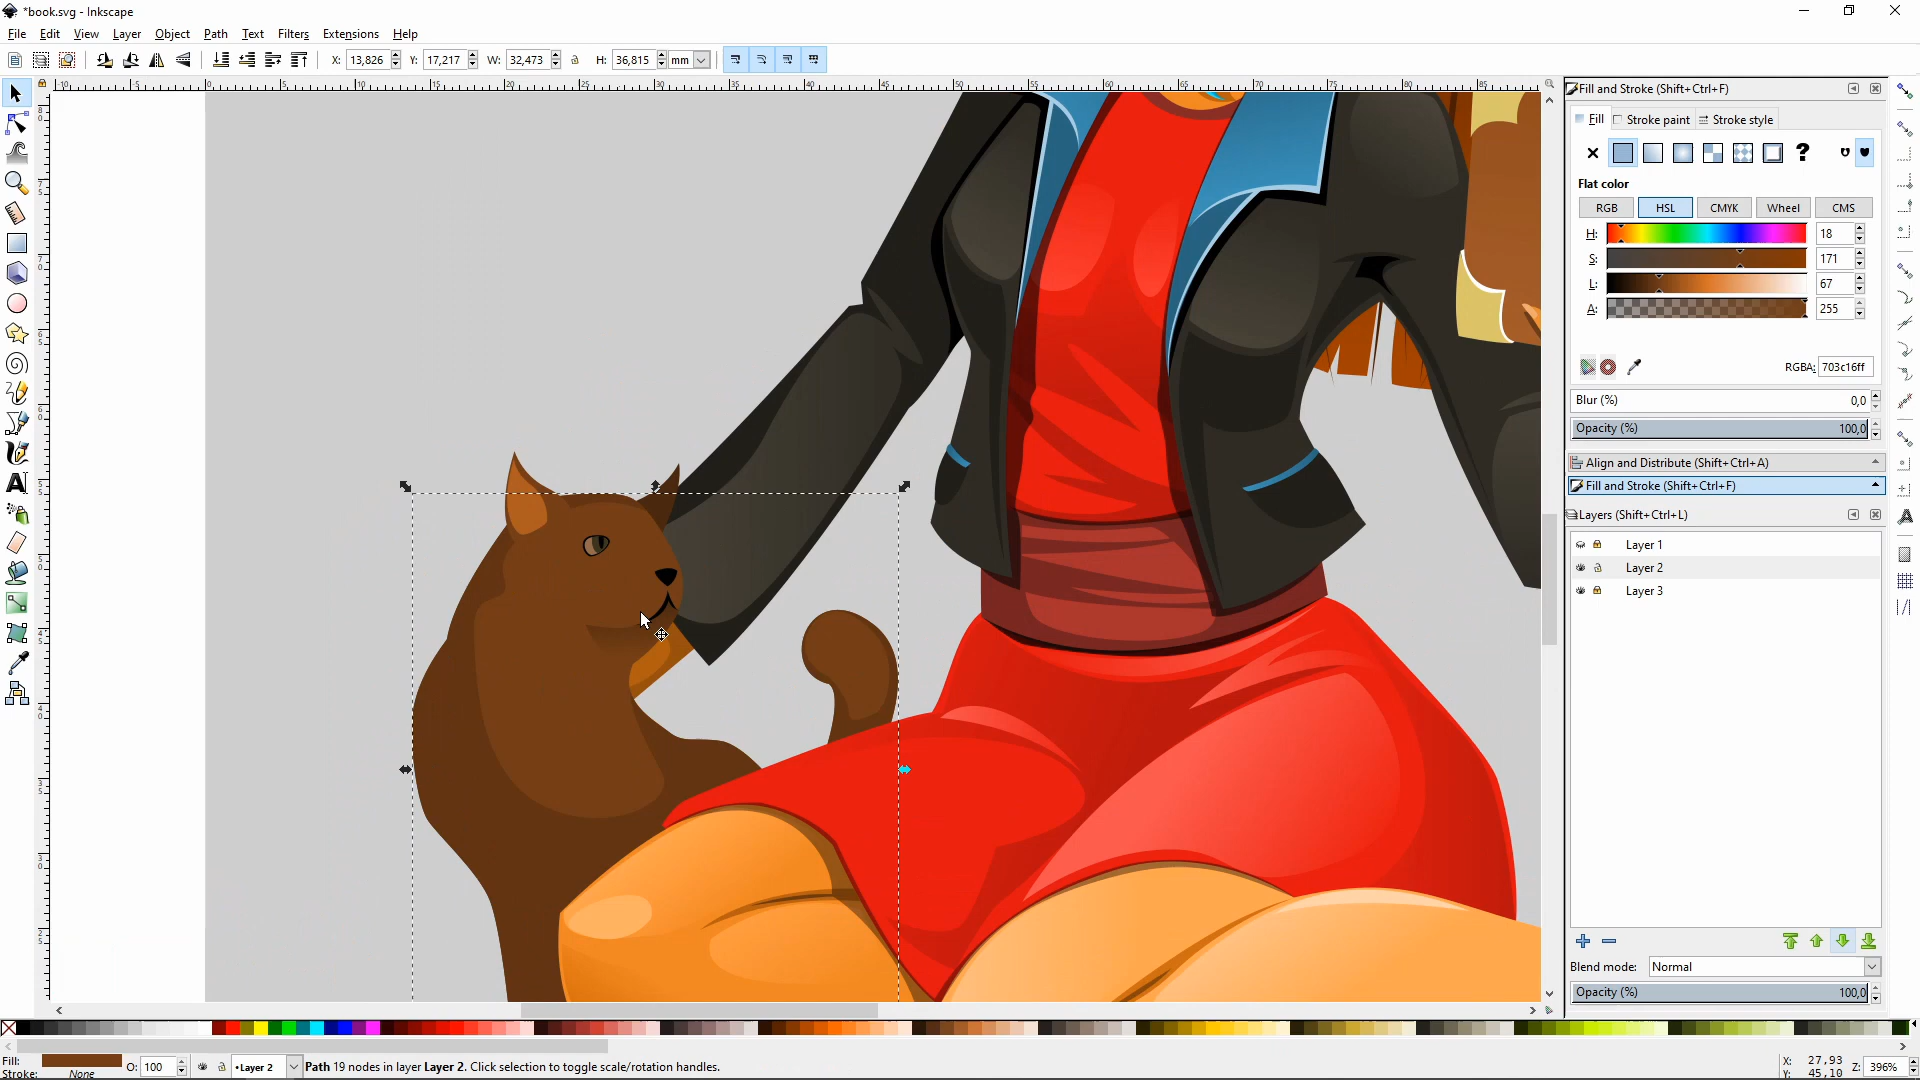 *book.svg - Inkscape
File Edit View Layer Object Path Text Filters Extensions Help
X: 13,826 Y: 17,217 W: 32,473 H: 36,815 mm
Fill and Stroke (Shift+Ctrl+F)
Fill Stroke paint Stroke style
Flat color
RGB HSL CMYK Wheel CMS
H: 18
S: 171
L: 67
A: 255
RGBA: 703c16ff
Blur (%) 0,0
Opacity (%) 100,0
Align and Distribute (Shift+Ctrl+A)
Fill and Stroke (Shift+Ctrl+F)
Layers (Shift+Ctrl+L)
Layer 1
Layer 2
Layer 3
Blend mode: Normal
Opacity (%) 100,0
Fill:
Stroke: None
O: 100
•Layer 2
Path 19 nodes in layer Layer 2. Click selection to toggle scale/rotation handles.
X: 27,93
Y: 45,10
Z: 396%